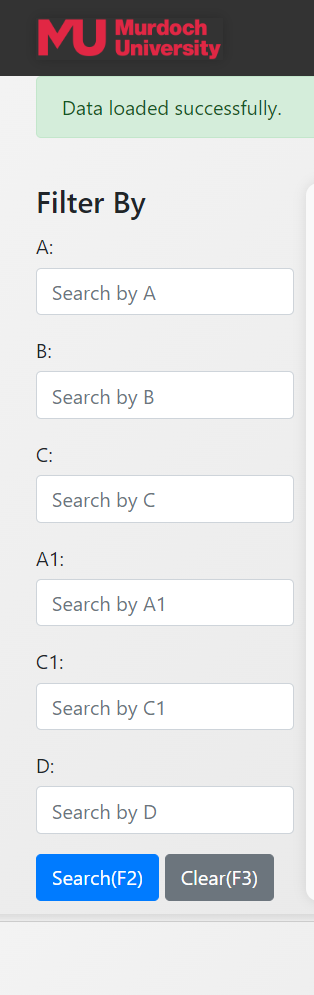 MU Murdoch
University
Data loaded successfully.
Filter By
A:
Search by A
B:
Search by B
C:
Search by C
A1:
Search by A1
C1:
Search by C1
D:
Search by D
Search(F2) Clear(F3)